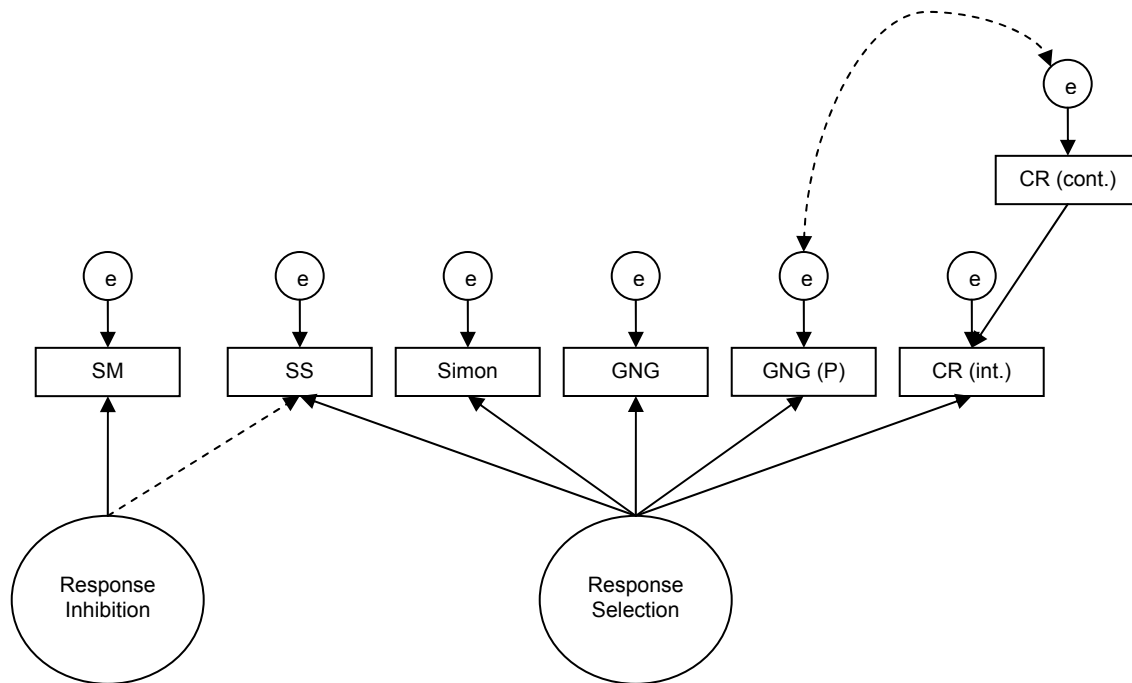 e
CR (cont.)
e
e
e
e
e
e
SM
SS
Simon
GNG
GNG (P)
CR (int.)
Response
Inhibition
Response
Selection